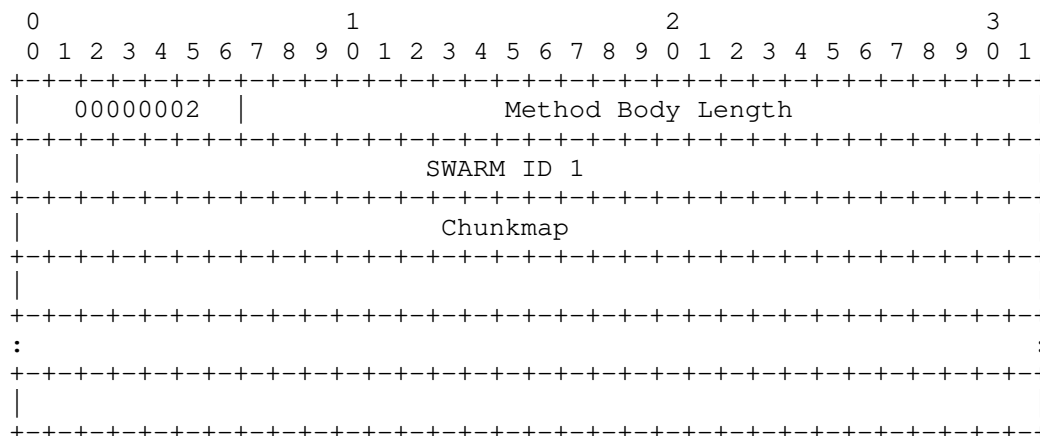 0                   1                   2                   3
0 1 2 3 4 5 6 7 8 9 0 1 2 3 4 5 6 7 8 9 0 1 2 3 4 5 6 7 8 9 0 1
+-+-+-+-+-+-+-+-+-+-+-+-+-+-+-+-+-+-+-+-+-+-+-+-+-+-+-+-+-+-+-+--
|   00000002  |                Method Body Length               |
+-+-+-+-+-+-+-+-+-+-+-+-+-+-+-+-+-+-+-+-+-+-+-+-+-+-+-+-+-+-+-+--
|                         SWARM ID 1                            |
+-+-+-+-+-+-+-+-+-+-+-+-+-+-+-+-+-+-+-+-+-+-+-+-+-+-+-+-+-+-+-+--
|                          Chunkmap                             |
+-+-+-+-+-+-+-+-+-+-+-+-+-+-+-+-+-+-+-+-+-+-+-+-+-+-+-+-+-+-+-+--
|                                                               |
+-+-+-+-+-+-+-+-+-+-+-+-+-+-+-+-+-+-+-+-+-+-+-+-+-+-+-+-+-+-+-+--
:                                                               :
+-+-+-+-+-+-+-+-+-+-+-+-+-+-+-+-+-+-+-+-+-+-+-+-+-+-+-+-+-+-+-+--
|                                                               |
+-+-+-+-+-+-+-+-+-+-+-+-+-+-+-+-+-+-+-+-+-+-+-+-+-+-+-+-+-+-+-+--